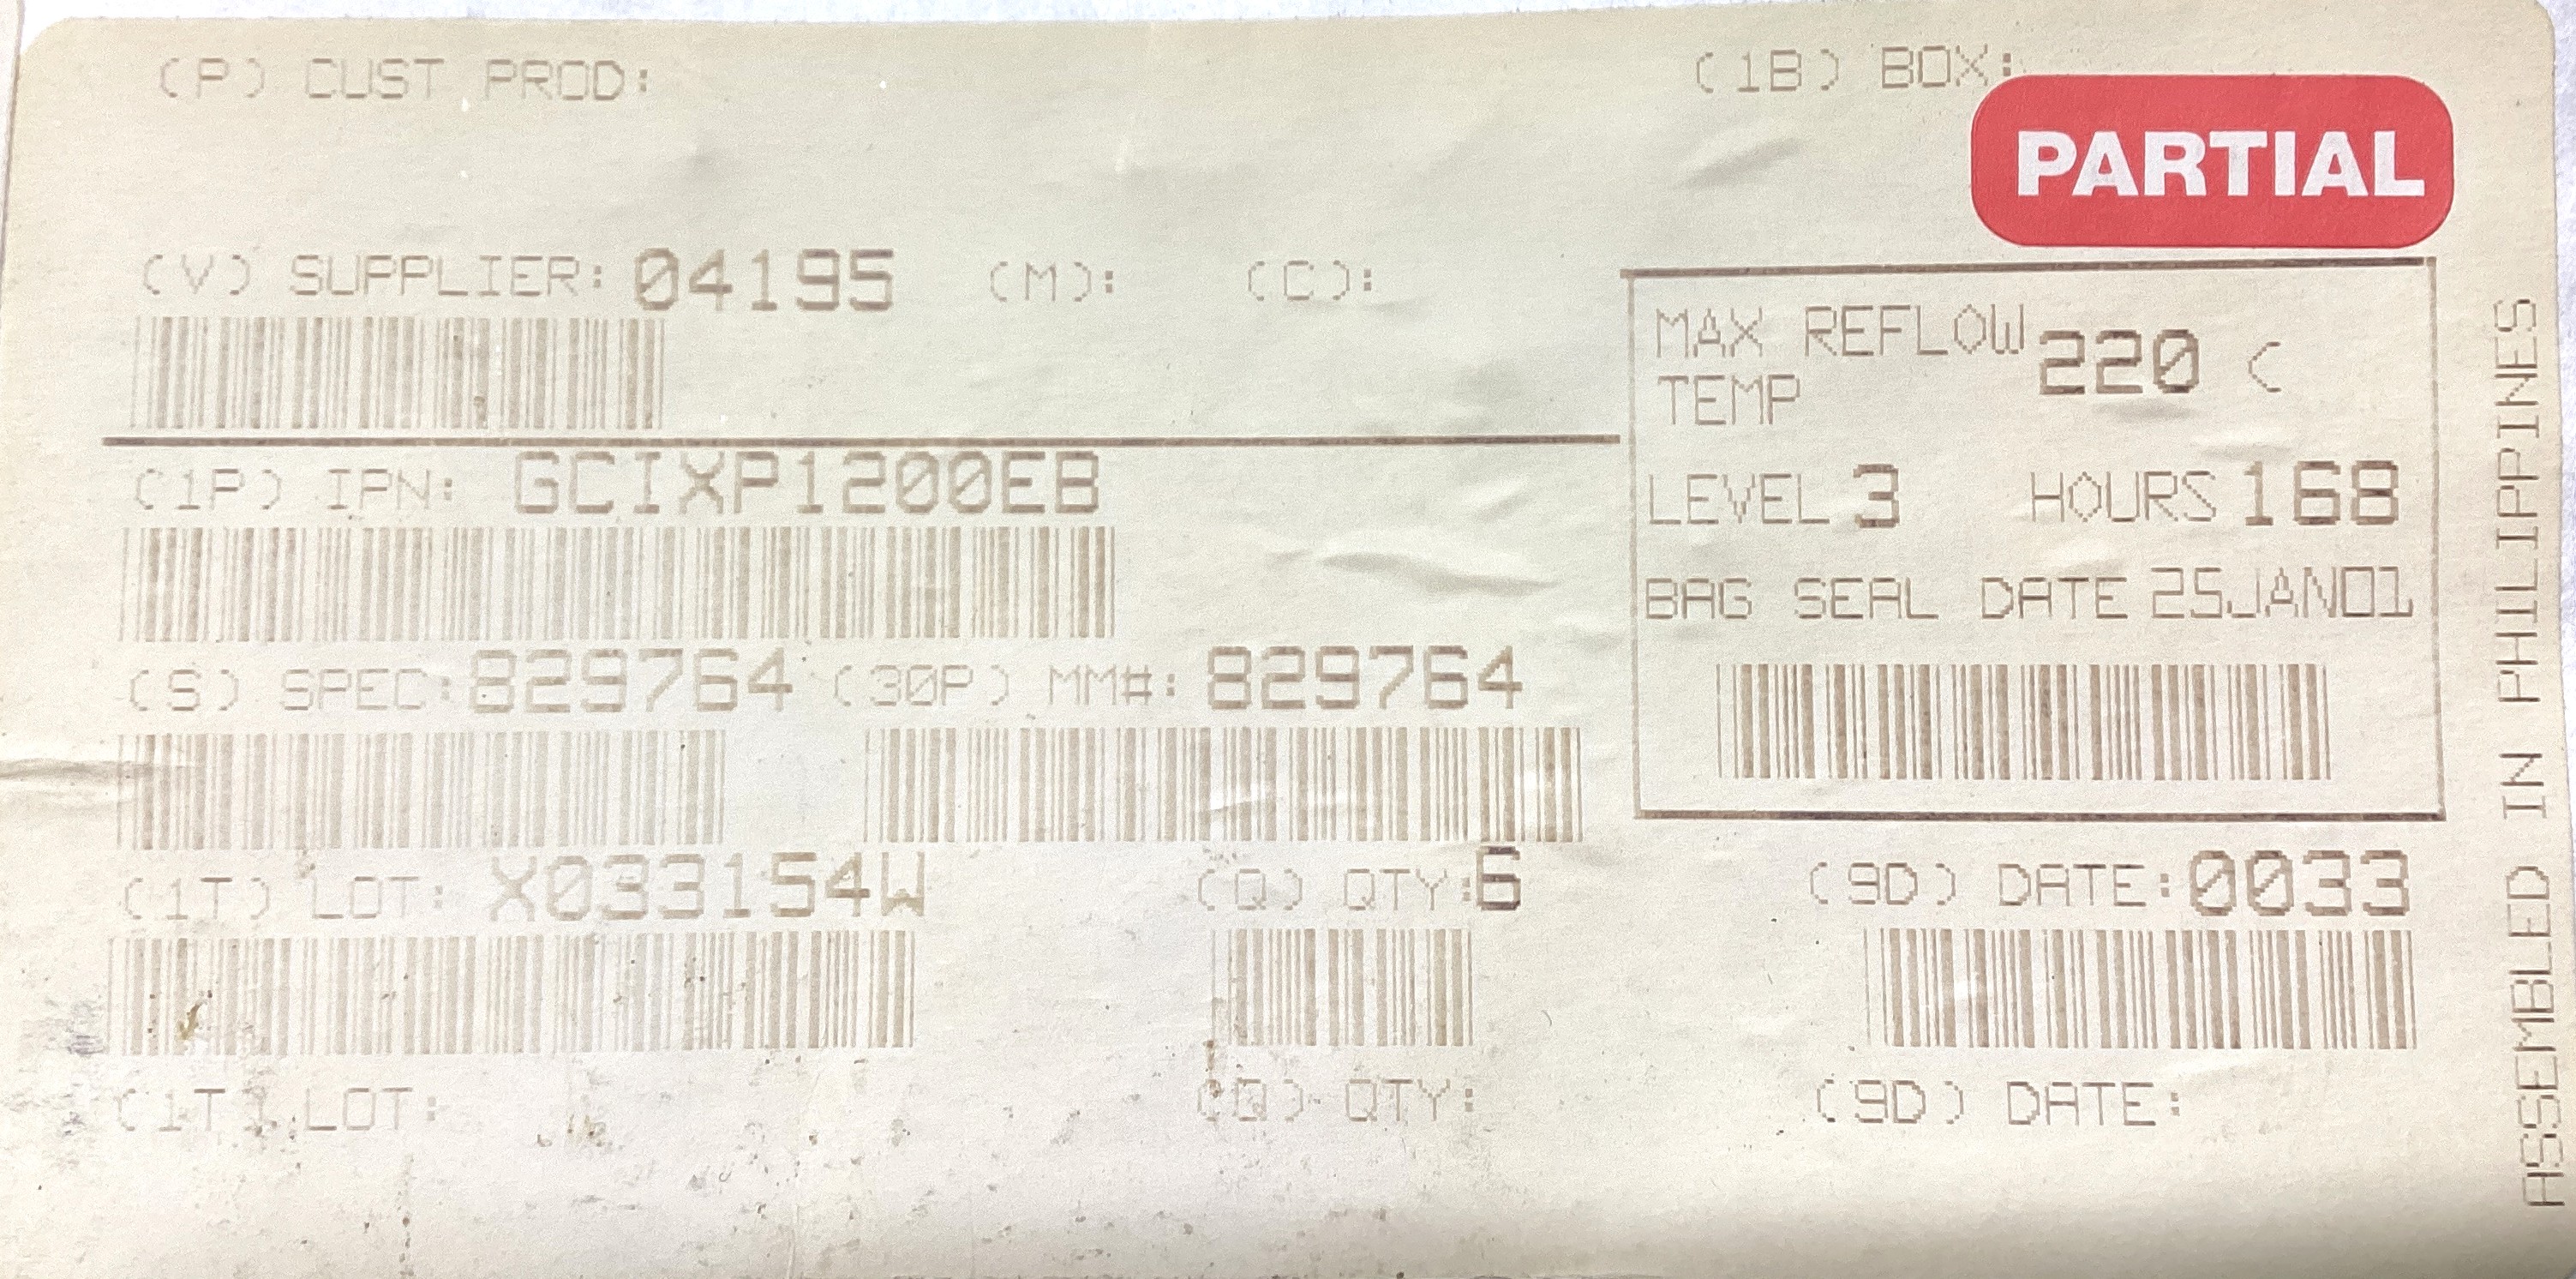 (P) CUST PROD:
(1B) BOX:
PARTIAL
(V) SUPPLIER: 04195 (M): (C):
MAX REFLOW TEMP 220 C
LEVEL 3 HOURS 168
BAG SEAL DATE 25JAN01
(1P) IPN: GCIXP1200EB
(S) SPEC: 829764 (30P) MM#: 829764
(1T) LOT: X033154W (Q) QTY: 6 (9D) DATE: 0033
(1T) LOT: (Q) QTY: (9D) DATE:
ASSEMBLED IN PHILIPPINES